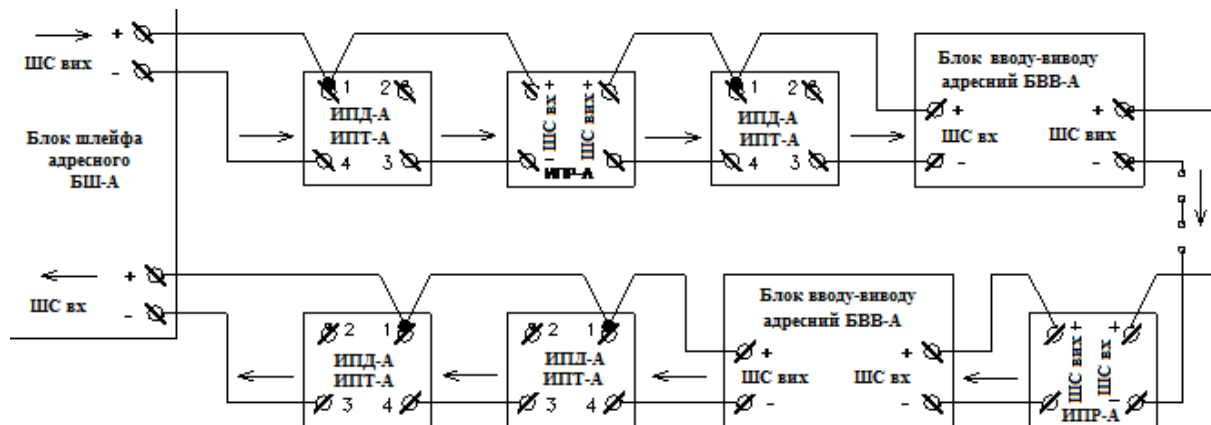 +
ШС вих
-
Блок шлейфа
адресного
БШ-А
1 2
ИПД-А
ИПТ-А
4 3
+ +
ШС вх
ШС вих
-
ИПР-А
1 2
ИПД-А
ИПТ-А
4 3
Блок вводу-виводу
адресний БВВ-А
+ +
ШС вх ШС вих
- -
+
ШС вх
-
2 1
ИПД-А
ИПТ-А
3 4
2 1
ИПД-А
ИПТ-А
3 4
Блок вводу-виводу
адресний БВВ-А
+ +
ШС вих ШС вх
- -
+ +
ШС вих
ШС вх
-
ИПР-А